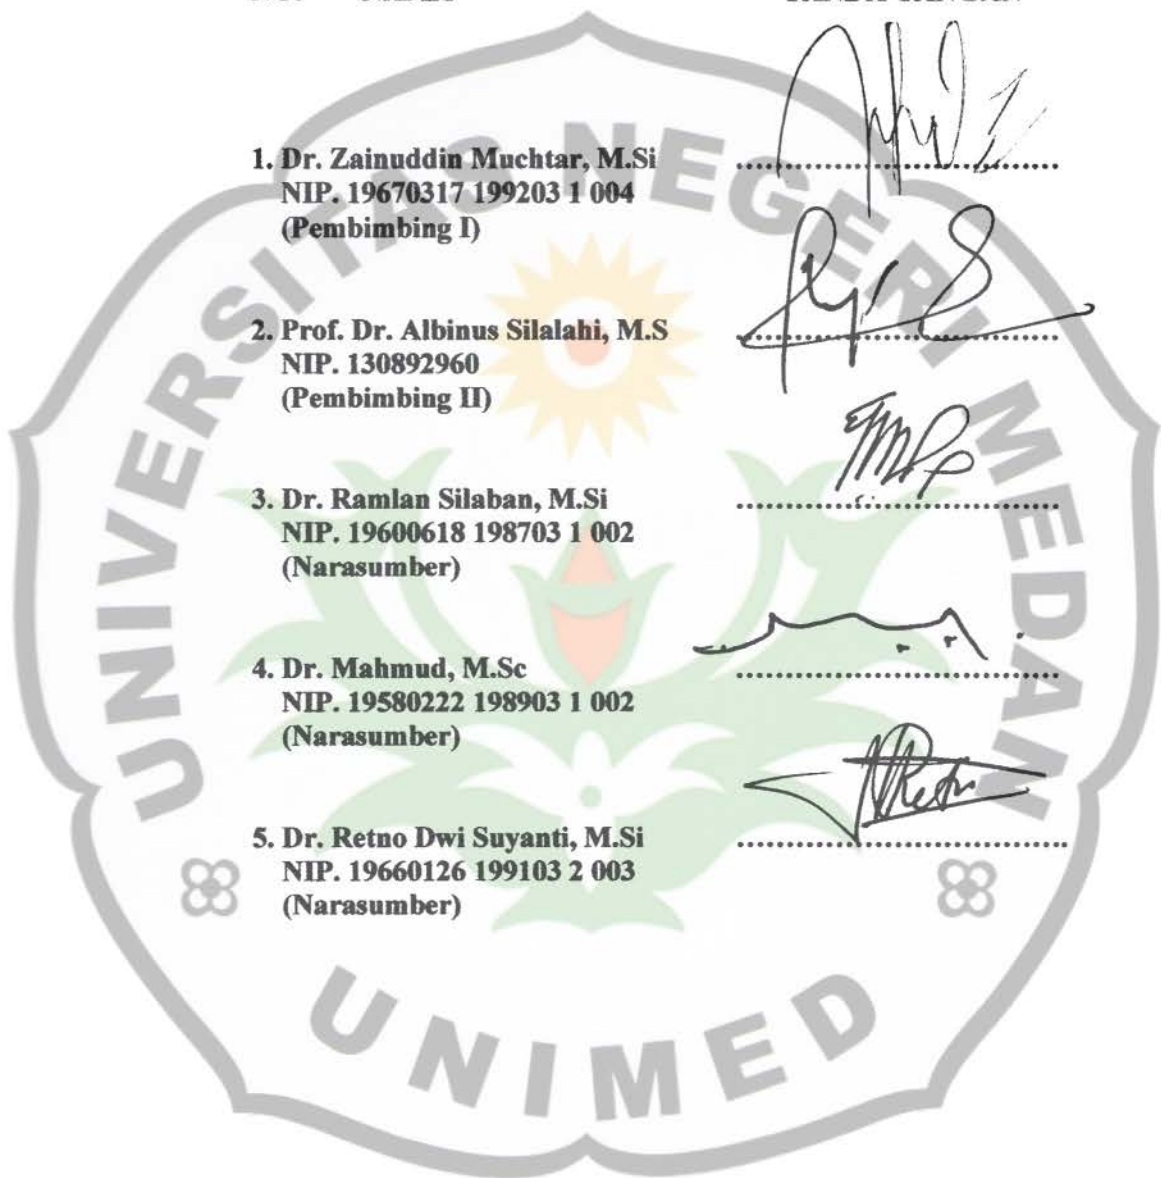 1. Dr. Zainuddin Muchtar, M.Si
NIP. 19670317 199203 1 004
(Pembimbing I)
2. Prof. Dr. Albinus Silalahi, M.S
NIP. 130892960
(Pembimbing II)
3. Dr. Ramlan Silaban, M.Si
NIP. 19600618 198703 1 002
(Narasumber)
4. Dr. Mahmud, M.Sc
NIP. 19580222 198903 1 002
(Narasumber)
5. Dr. Retno Dwi Suyanti, M.Si
NIP. 19660126 199103 2 003
(Narasumber)
UNIVERSITAS NEGERI MEDAN
UNIMED